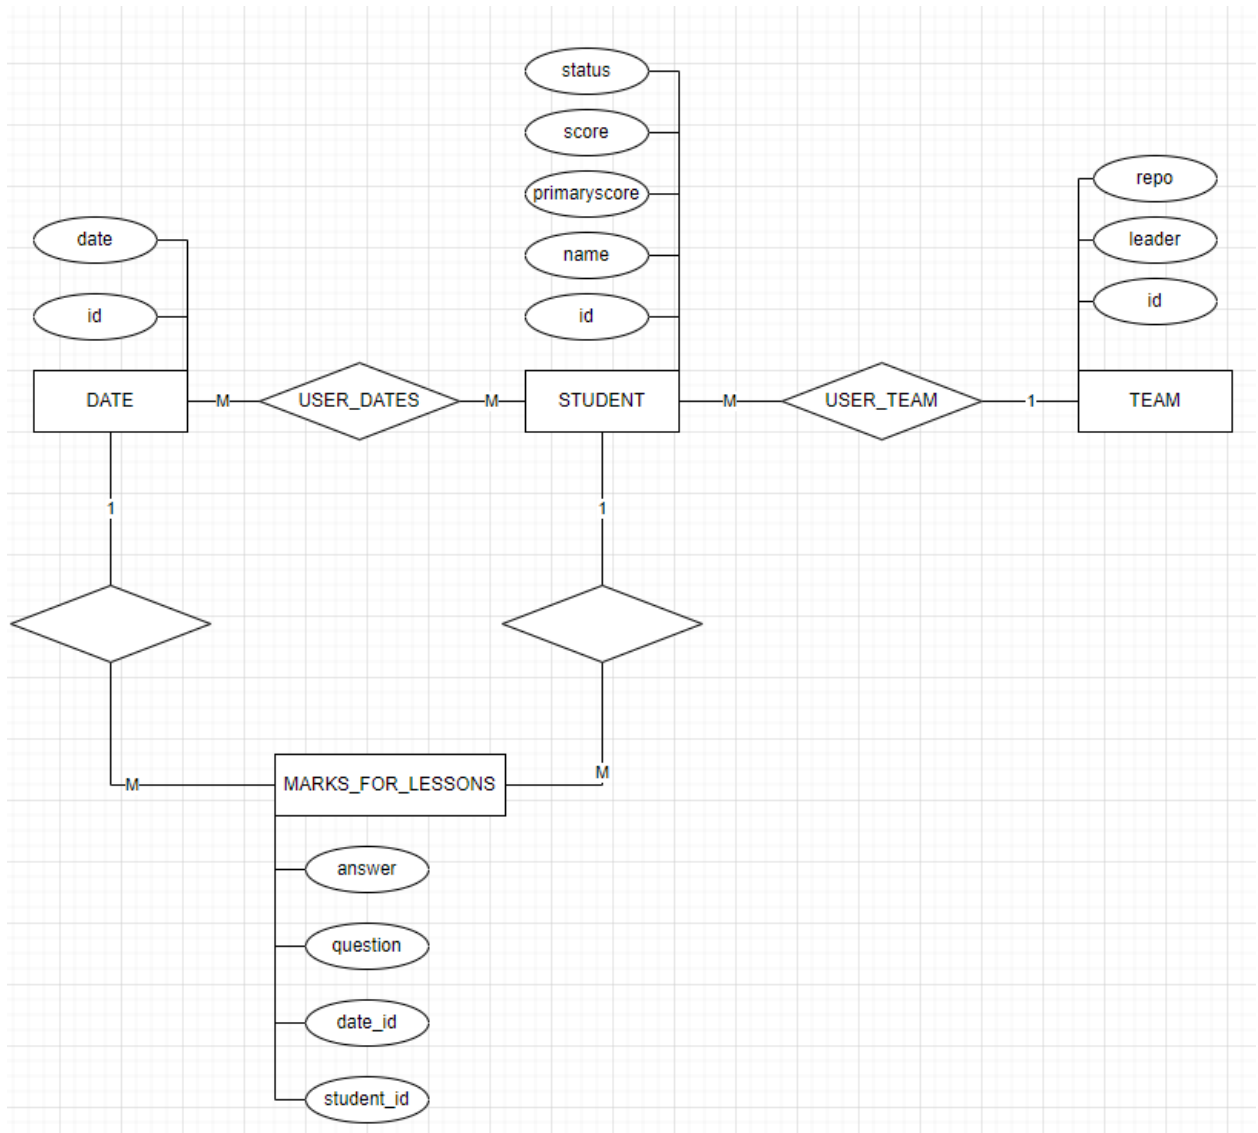 status
score
primaryscore
name
id
date
id
repo
leader
id
DATE
M
USER_DATES
M
STUDENT
M
USER_TEAM
1
TEAM
1
1
M
MARKS_FOR_LESSONS
M
answer
question
date_id
student_id